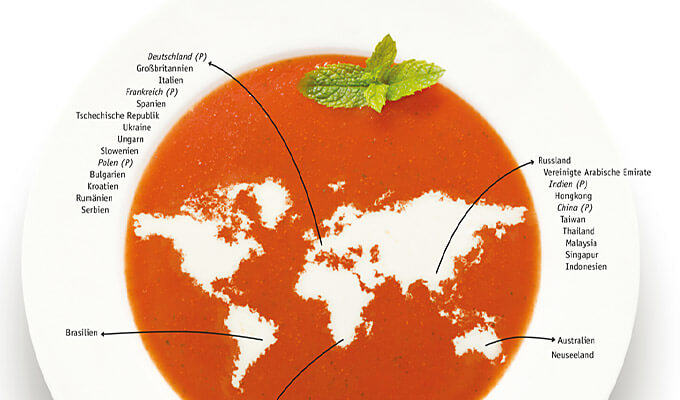 Deutschland (P)
Großbritannien
Italien
Frankreich (P)
Spanien
Tschechische Republik
Ukraine
Ungarn
Slowenien
Polen (P)
Bulgarien
Kroatien
Rumänien
Serbien
Russland
Vereinigte Arabische Emirate
Indien (P)
Hongkong
China (P)
Taiwan
Thailand
Malaysia
Singapur
Indonesien
Brasilien
Australien
Neuseeland